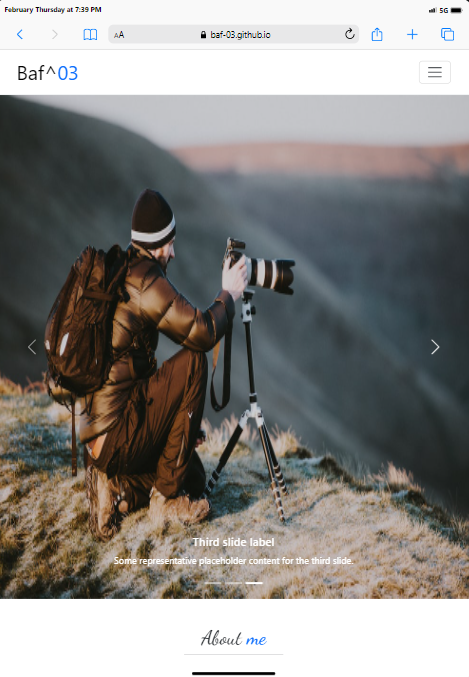 February Thursday at 7:39 PM
5G
AA
baf-03.github.io
Baf^03
Third slide label
Some representative placeholder content for the third slide.
About me